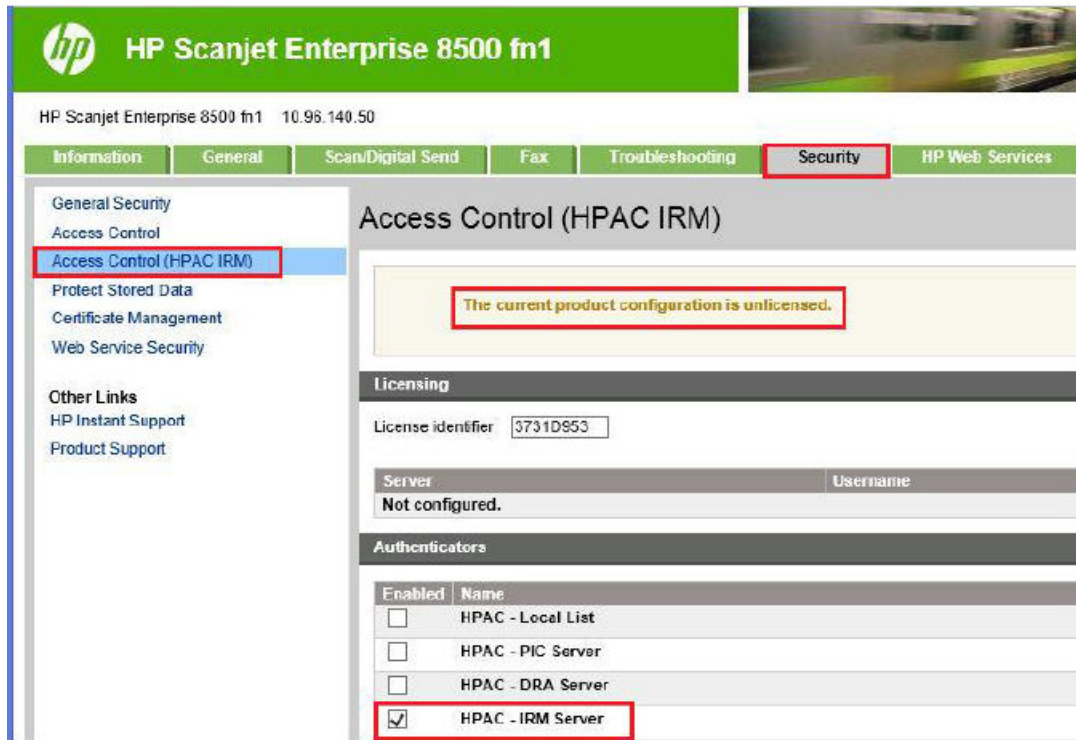 hp HP Scanjet Enterprise 8500 fn1
HP Scanjet Enterprise 8500 fn1 10.96.140.50
Information General Scan/Digital Send Fax Troubleshooting Security HP Web Services
General Security
Access Control
Access Control (HPAC IRM)
Protect Stored Data
Certificate Management
Web Service Security
Other Links
HP Instant Support
Product Support
Access Control (HPAC IRM)
The current product configuration is unlicensed.
Licensing
License identifier 3731D953
Server Username
Not configured.
Authenticators
Enabled Name
HPAC - Local List
HPAC - PIC Server
HPAC - DRA Server
HPAC - IRM Server